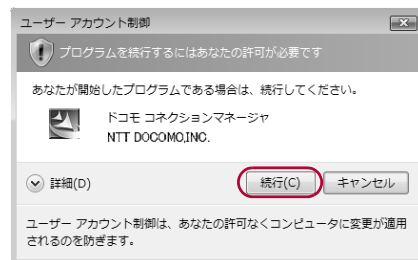 ユーザー アカウント制御
プログラムを続行するにはあなたの許可が必要です
あなたが開始したプログラムである場合は、続行してください。
ドコモ コネクションマネージャ
NTT DOCOMO,INC.
詳細(D)
続行(C)
キャンセル
ユーザー アカウント制御は、あなたの許可なくコンピュータに変更が適用
されるのを防ぎます。